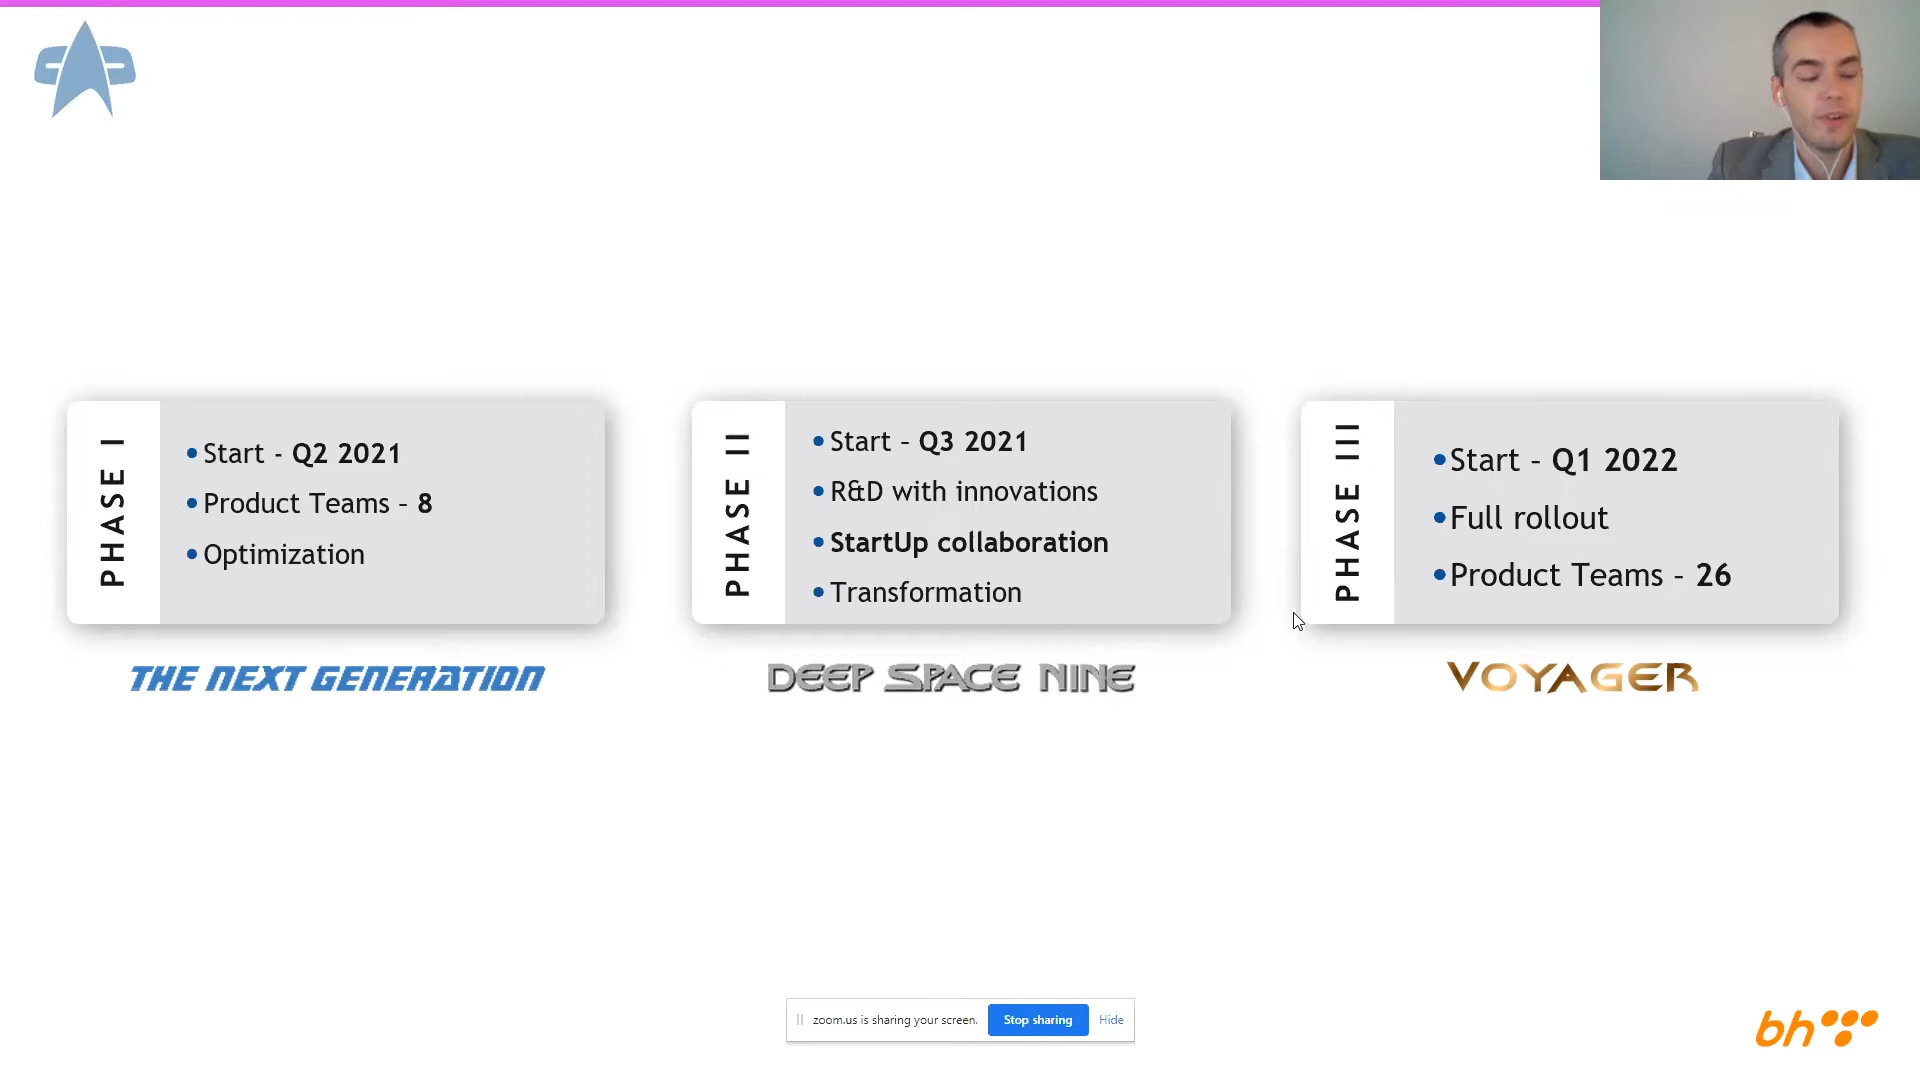 PHASE I
Start - Q2 2021
Product Teams – 8
Optimization
THE NEXT GENERATION
PHASE II
Start – Q3 2021
R&D with innovations
StartUp collaboration
Transformation
DEEP SPACE NINE
PHASE III
Start – Q1 2022
Full rollout
Product Teams – 26
VOYAGER
zoom.us is sharing your screen.
Stop sharing
Hide
bh